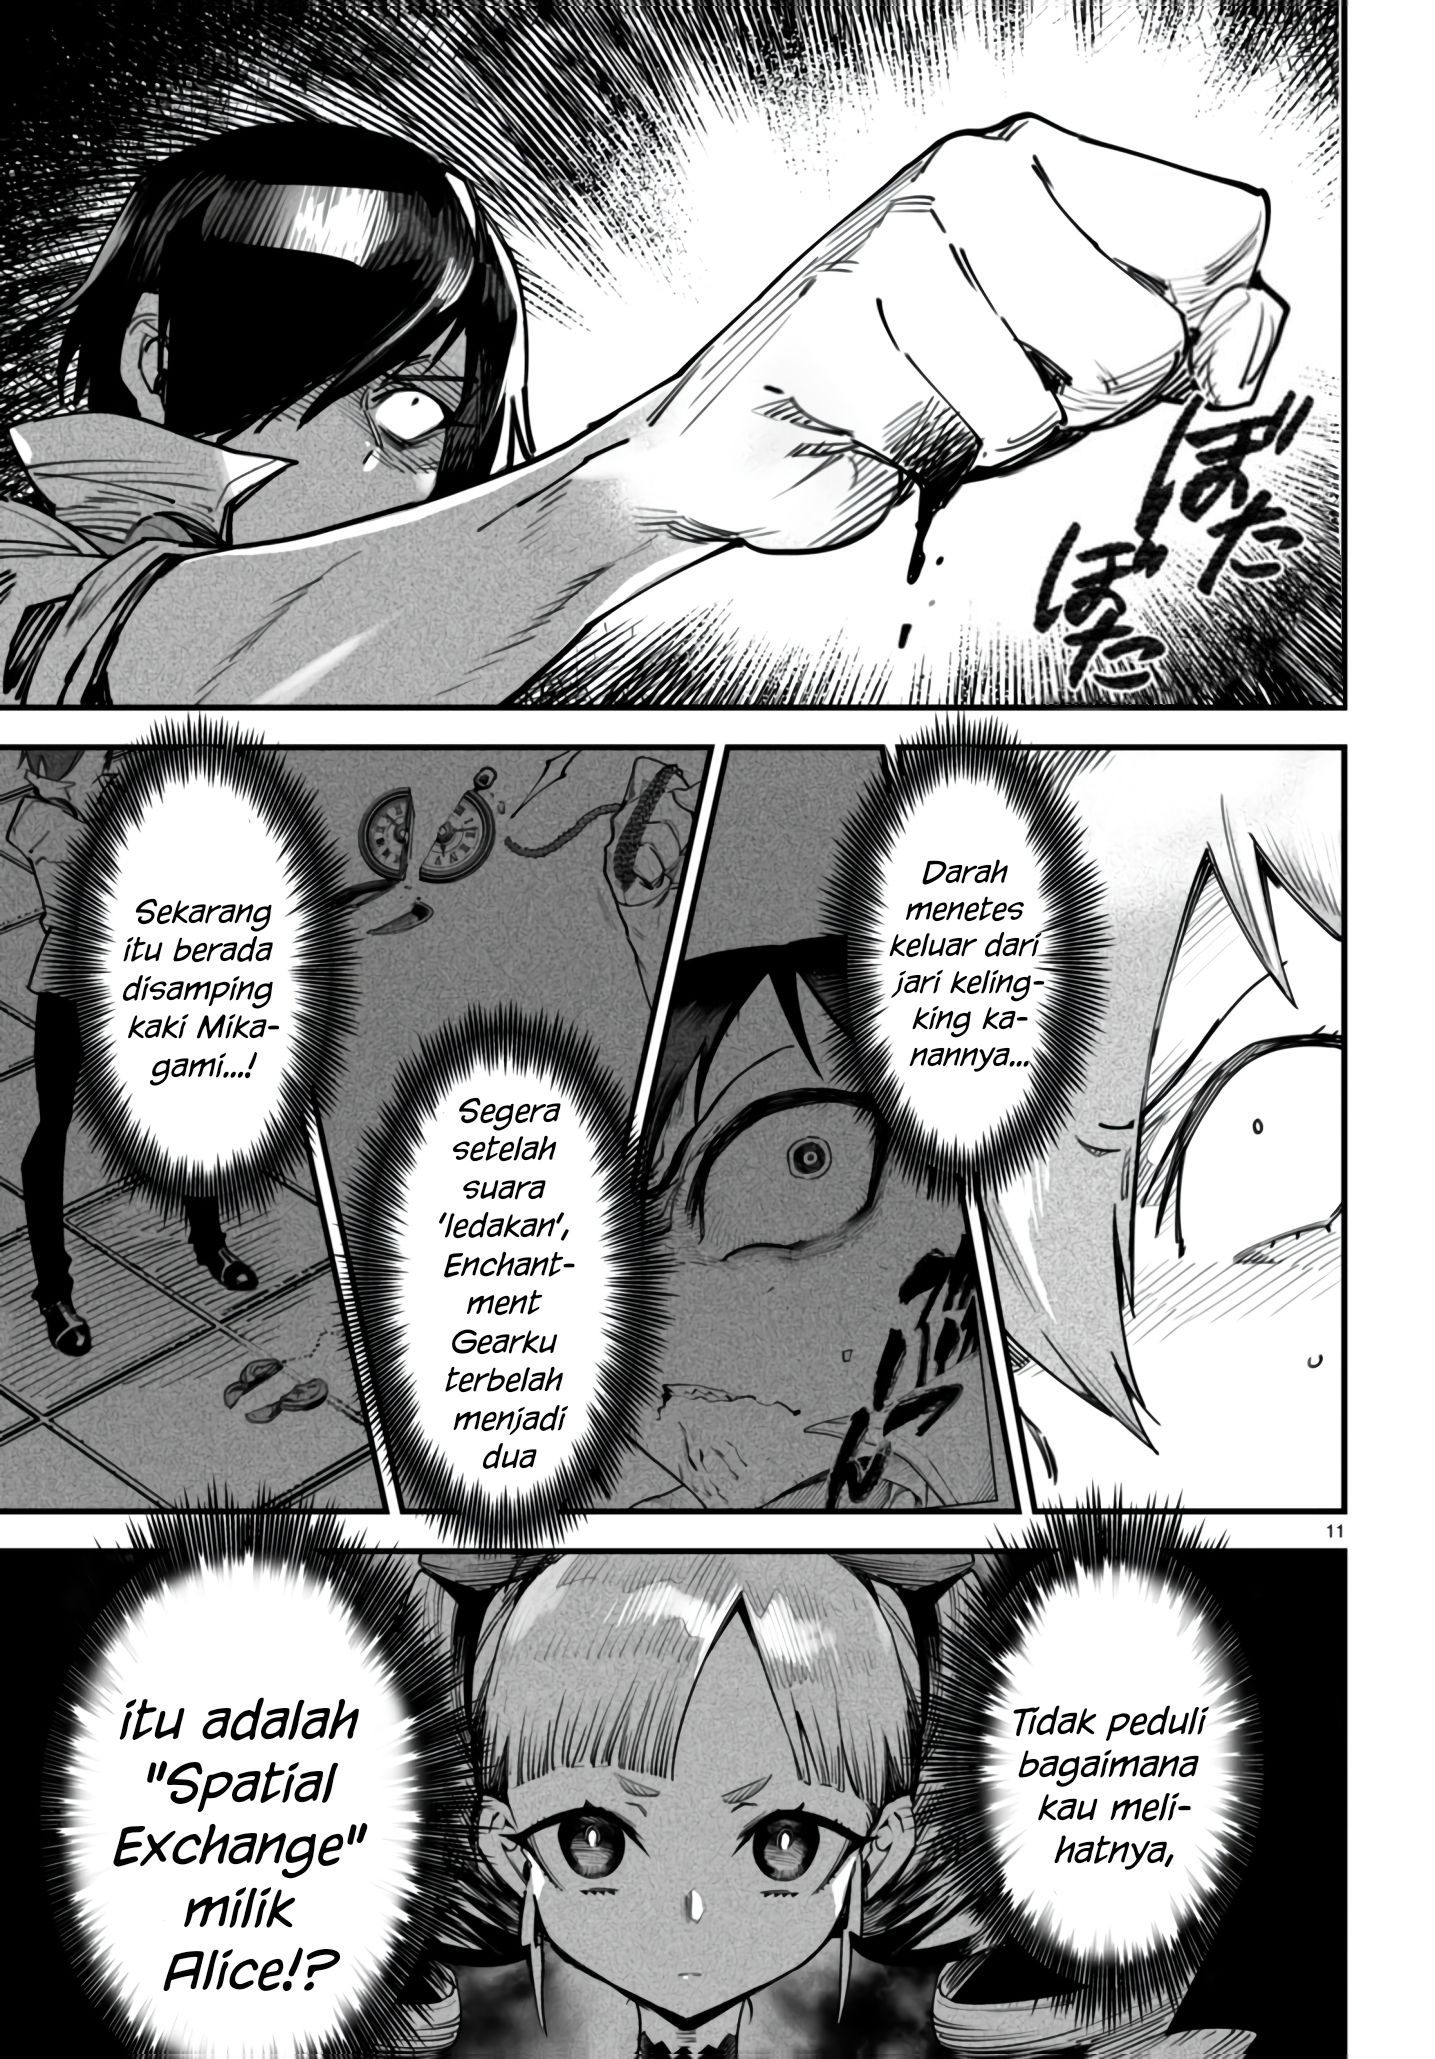 ぼた
ぼた
Darah
menetes
keluar dari
jari keling-
king ka-
nannya...
Segera
setelah
suara
'ledakan',
Enchant-
ment
Gearku
terbelah
menjadi
dua
Sekarang
itu berada
disamping
kaki Mika-
gami...!
11
Tidak peduli
bagaimana
kau meli-
hatnya,
itu adalah
"Spatial
Exchange"
milik
Alice!?